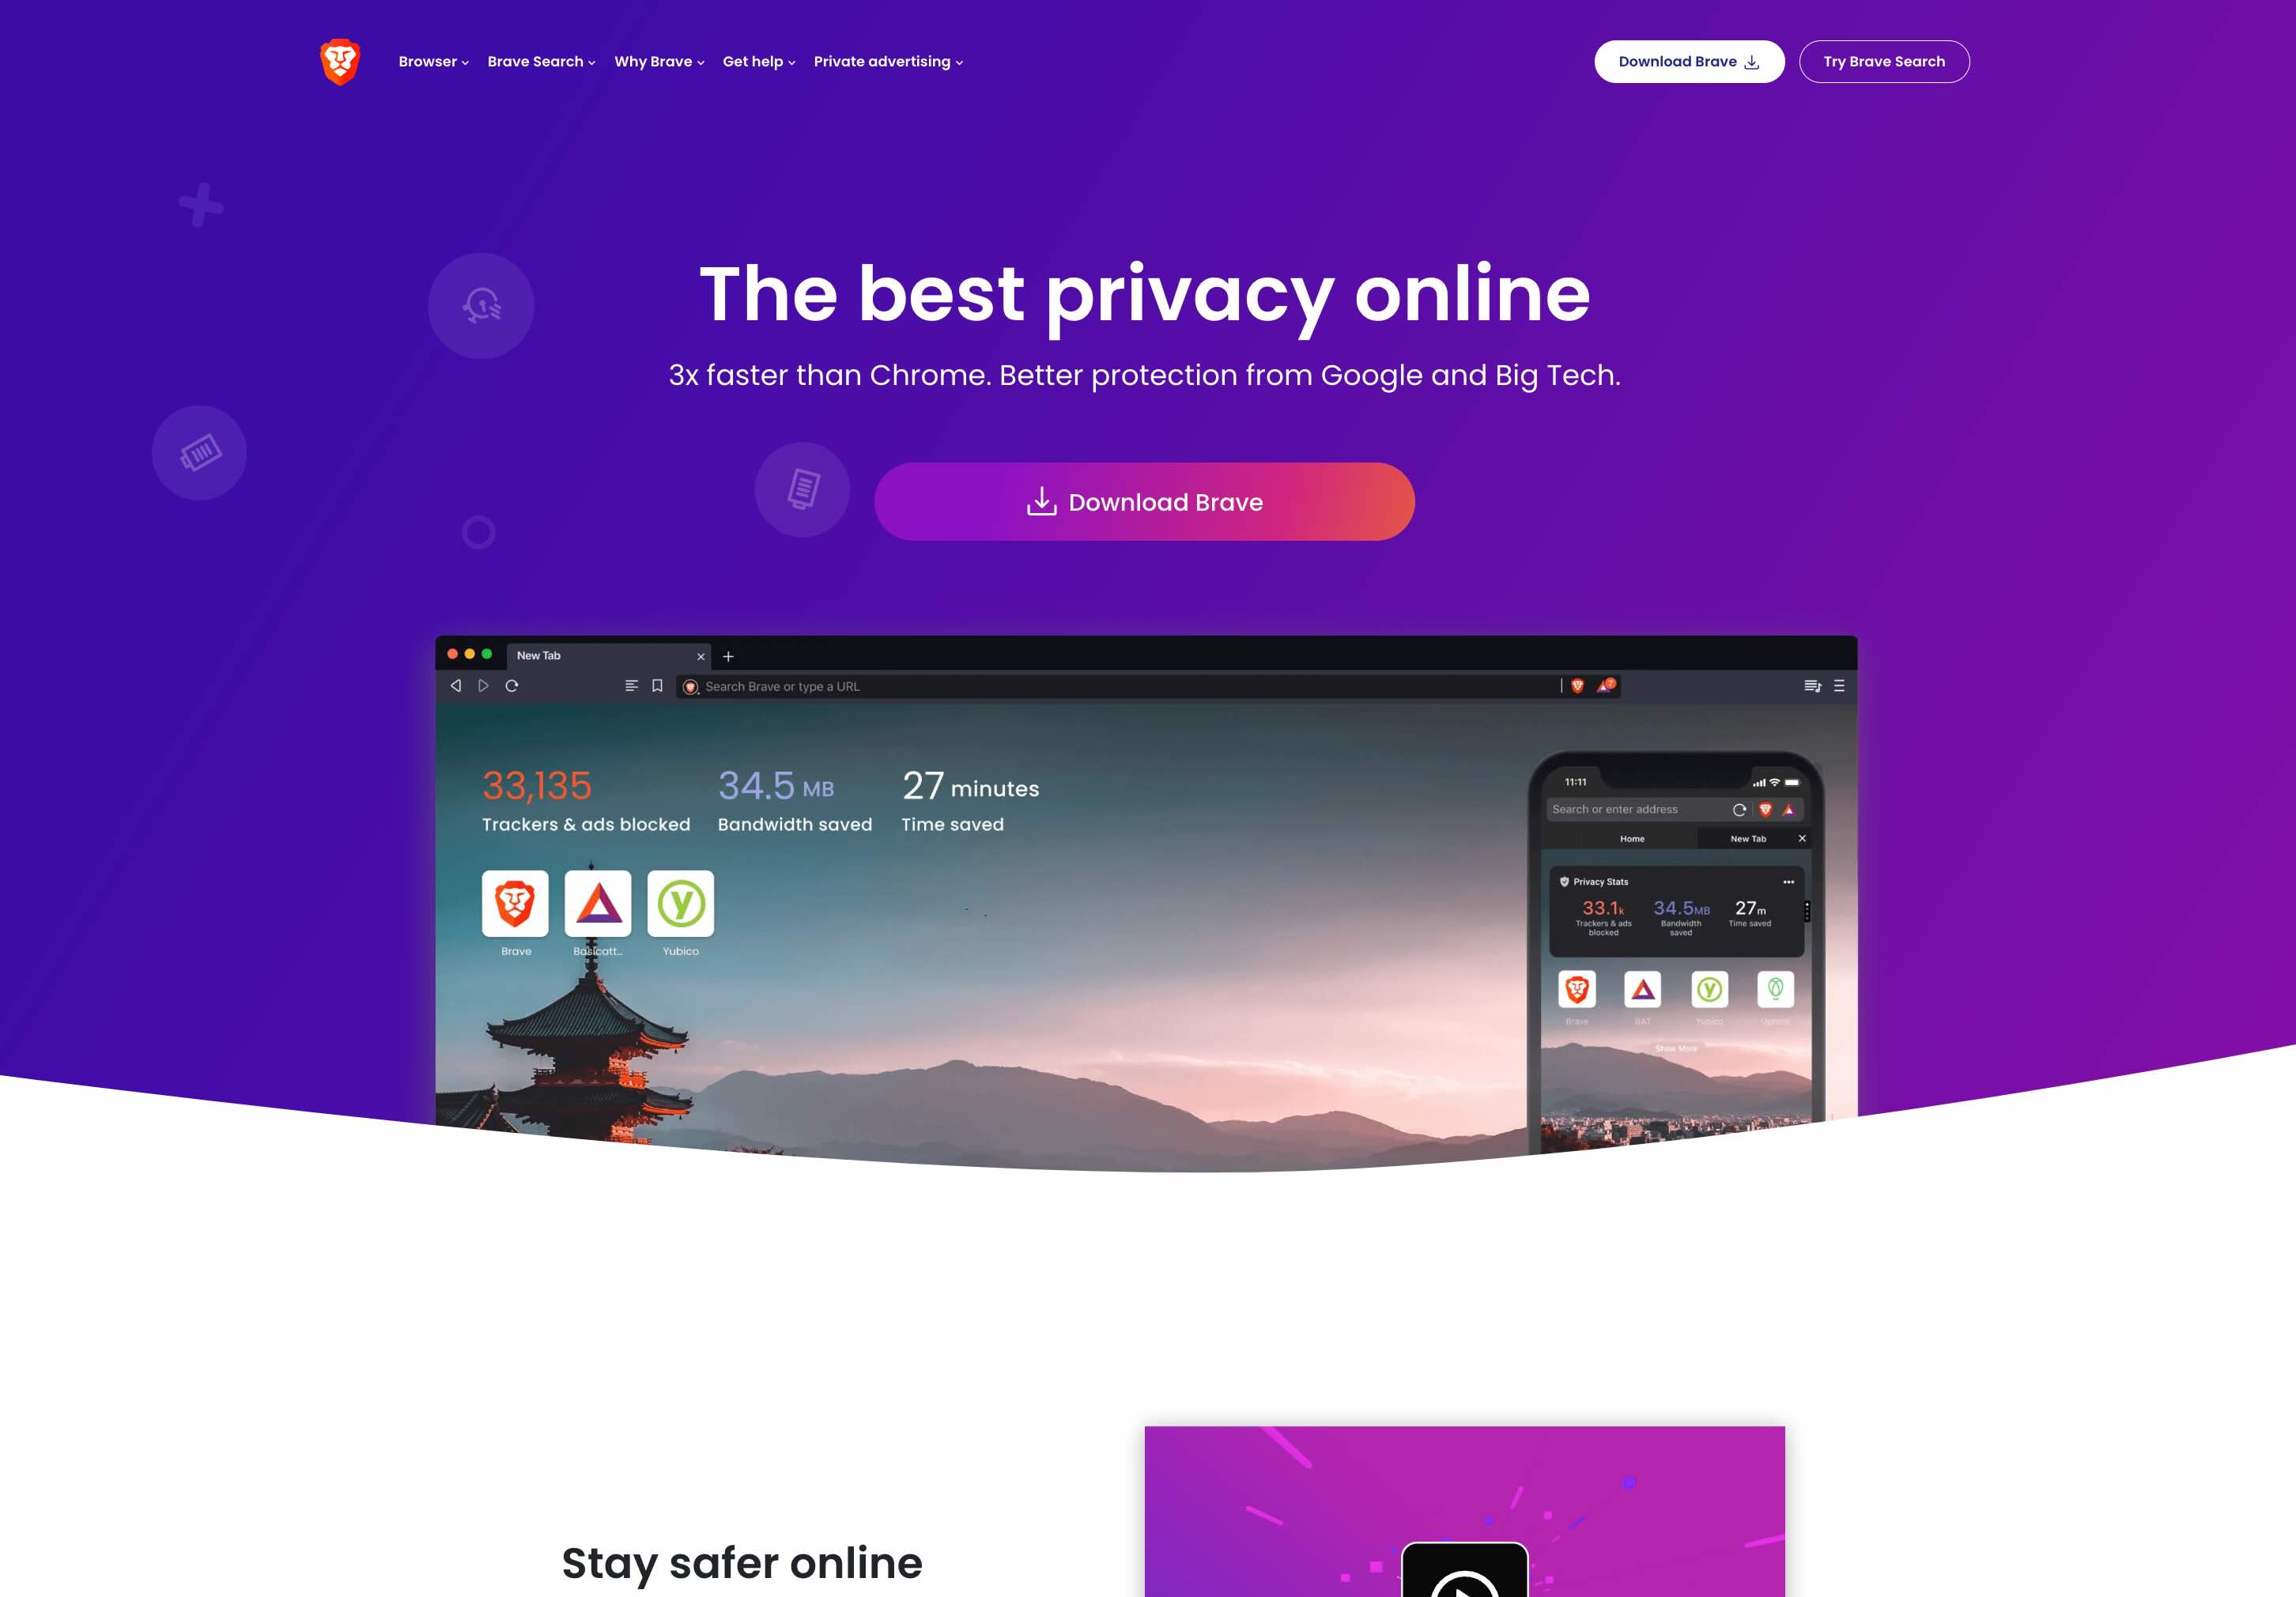 Browser
Brave Search
Why Brave
Get help
Private advertising
Download Brave
Try Brave Search
The best privacy online
3x faster than Chrome. Better protection from Google and Big Tech.
Download Brave
New Tab
Search Brave or type a URL
7
33,135
Trackers & ads blocked
34.5 MB
Bandwidth saved
27 minutes
Time saved
Brave
Basicatt...
y
Yubico
11:11
Search or enter address
Home
New Tab
Privacy Stats
33.1k
Trackers & ads
blocked
34.5MB
Bandwidth
saved
27m
Time saved
Brave
BAT
y
Yubico
Show More
Stay safer online